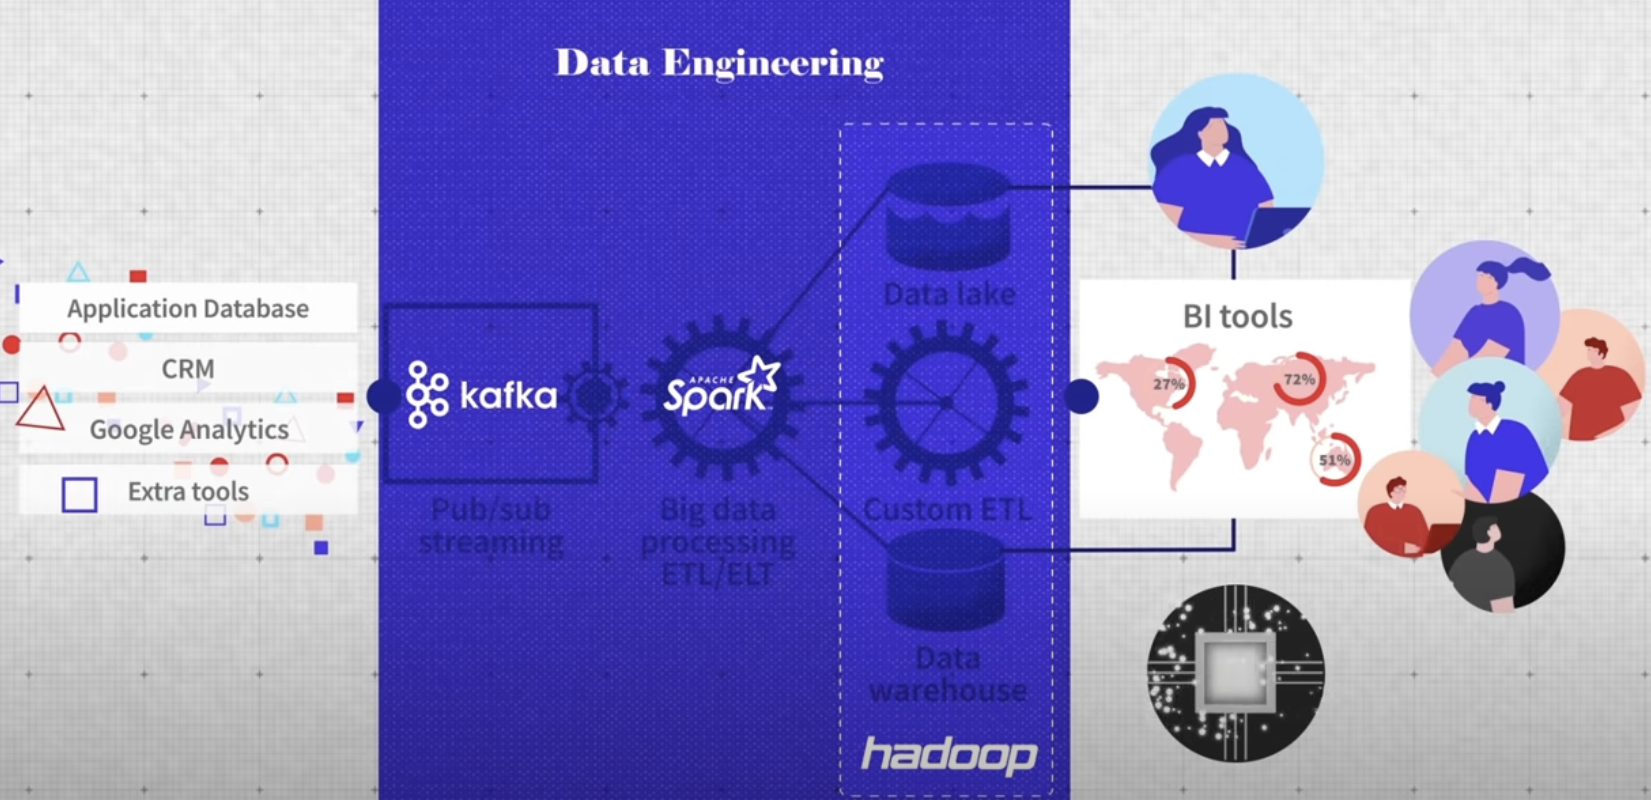 Data Engineering
Application Database
CRM
Google Analytics
Extra tools
kafka
Pub/sub
streaming
APACHE
Spark
Big data
processing
ETL/ELT
Data lake
Custom ETL
Data
warehouse
hadoop
BI tools
27%
72%
51%